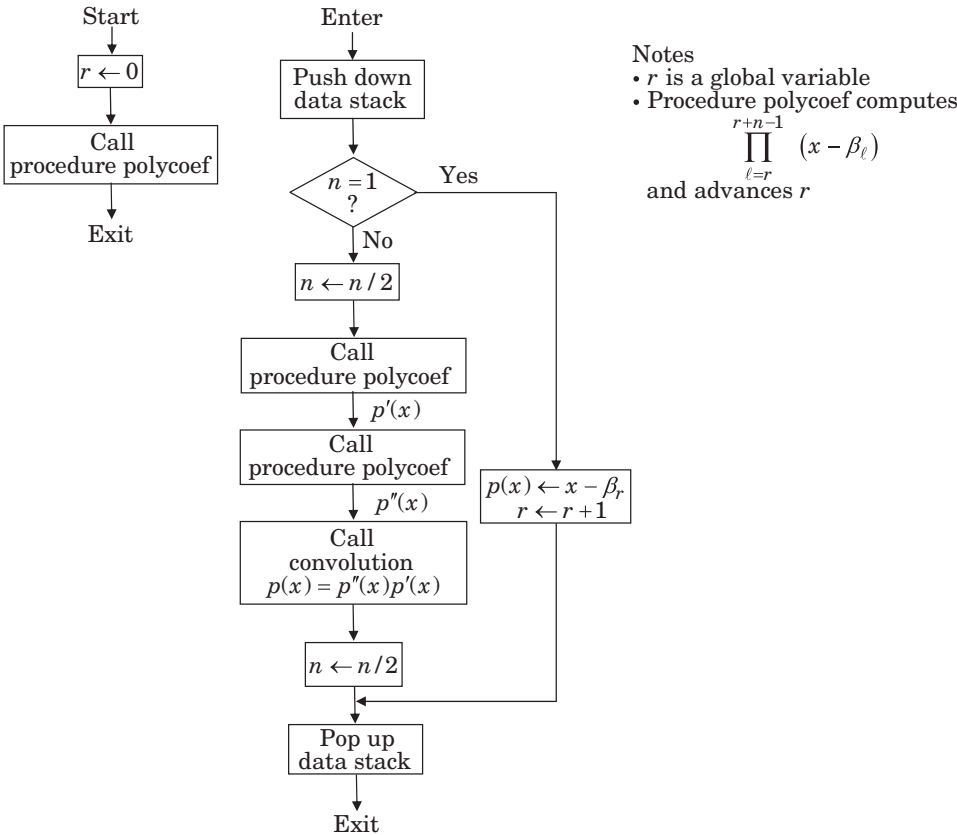 Start
r ← 0
Call
procedure polycoef
Exit
Enter
Push down
data stack
n = 1
?
Yes
No
n ← n / 2
Call
procedure polycoef
p′(x)
Call
procedure polycoef
p″(x)
Call
convolution
p(x) = p″(x)p′(x)
n ← n/2
p(x) ← x − β_r
r ← r + 1
Pop up
data stack
Exit
Notes
• r is a global variable
• Procedure polycoef computes
r+n−1
∏ (x − β_ℓ)
ℓ=r
and advances r